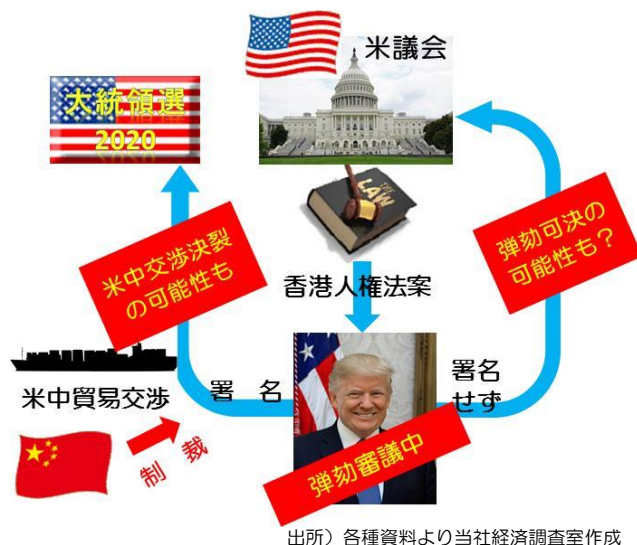 米議会
大統領選
2020
THE
LAW
弾劾可決の
可能性も?
米中交渉決裂
の可能性も
香港人権法案
署 名
署名
せず
米中貿易交渉
制 裁
弾劾審議中
出所)各種資料より当社経済調査室作成